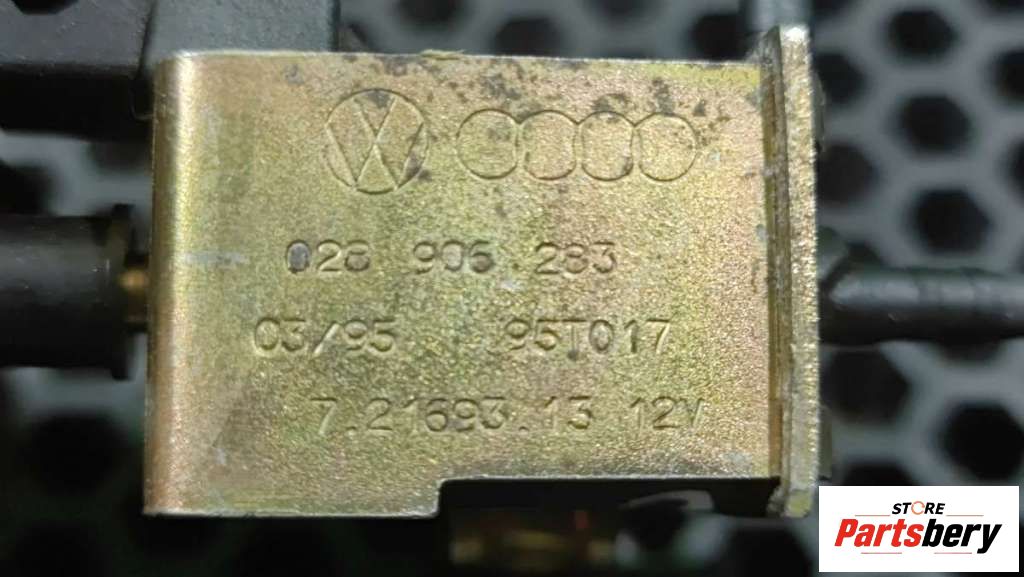 028 906 283
03/95 95T017
7.21693.13 12V
STORE
Partsbery